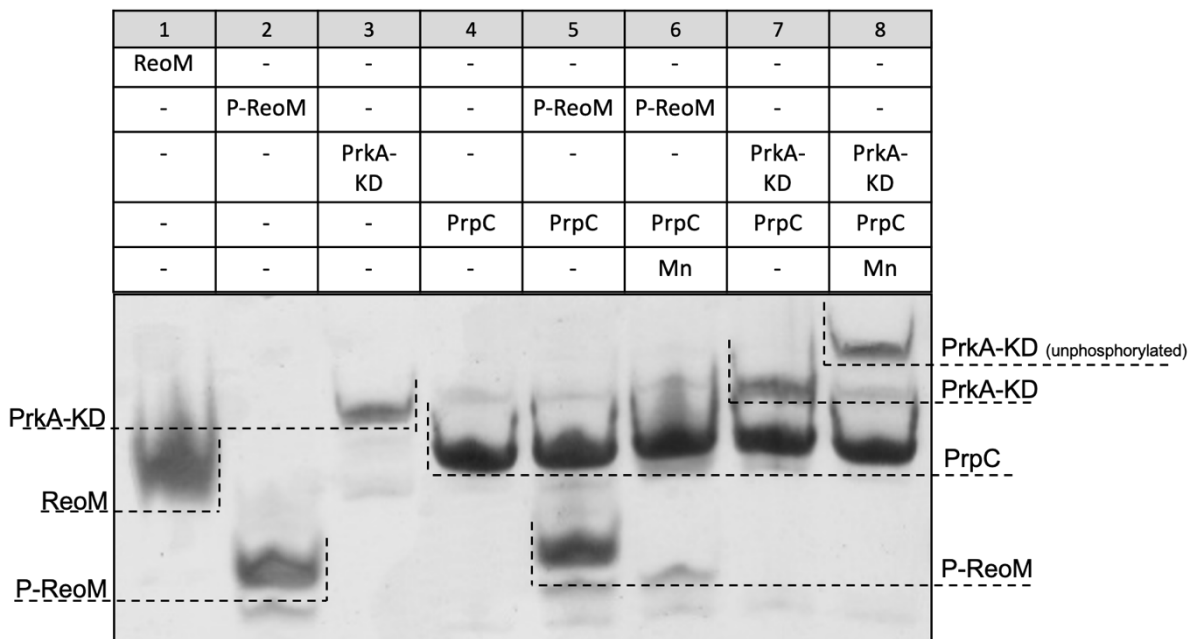 1 2 3 4 5 6 7 8
ReoM - - - - - - -
- P-ReoM - - P-ReoM P-ReoM - -
- - PrkA-KD - - - PrkA-KD PrkA-KD
- - - PrpC PrpC PrpC PrpC PrpC
- - - - - Mn - Mn
PrkA-KD (unphosphorylated)
PrkA-KD
PrkA-KD
PrpC
ReoM
P-ReoM
P-ReoM